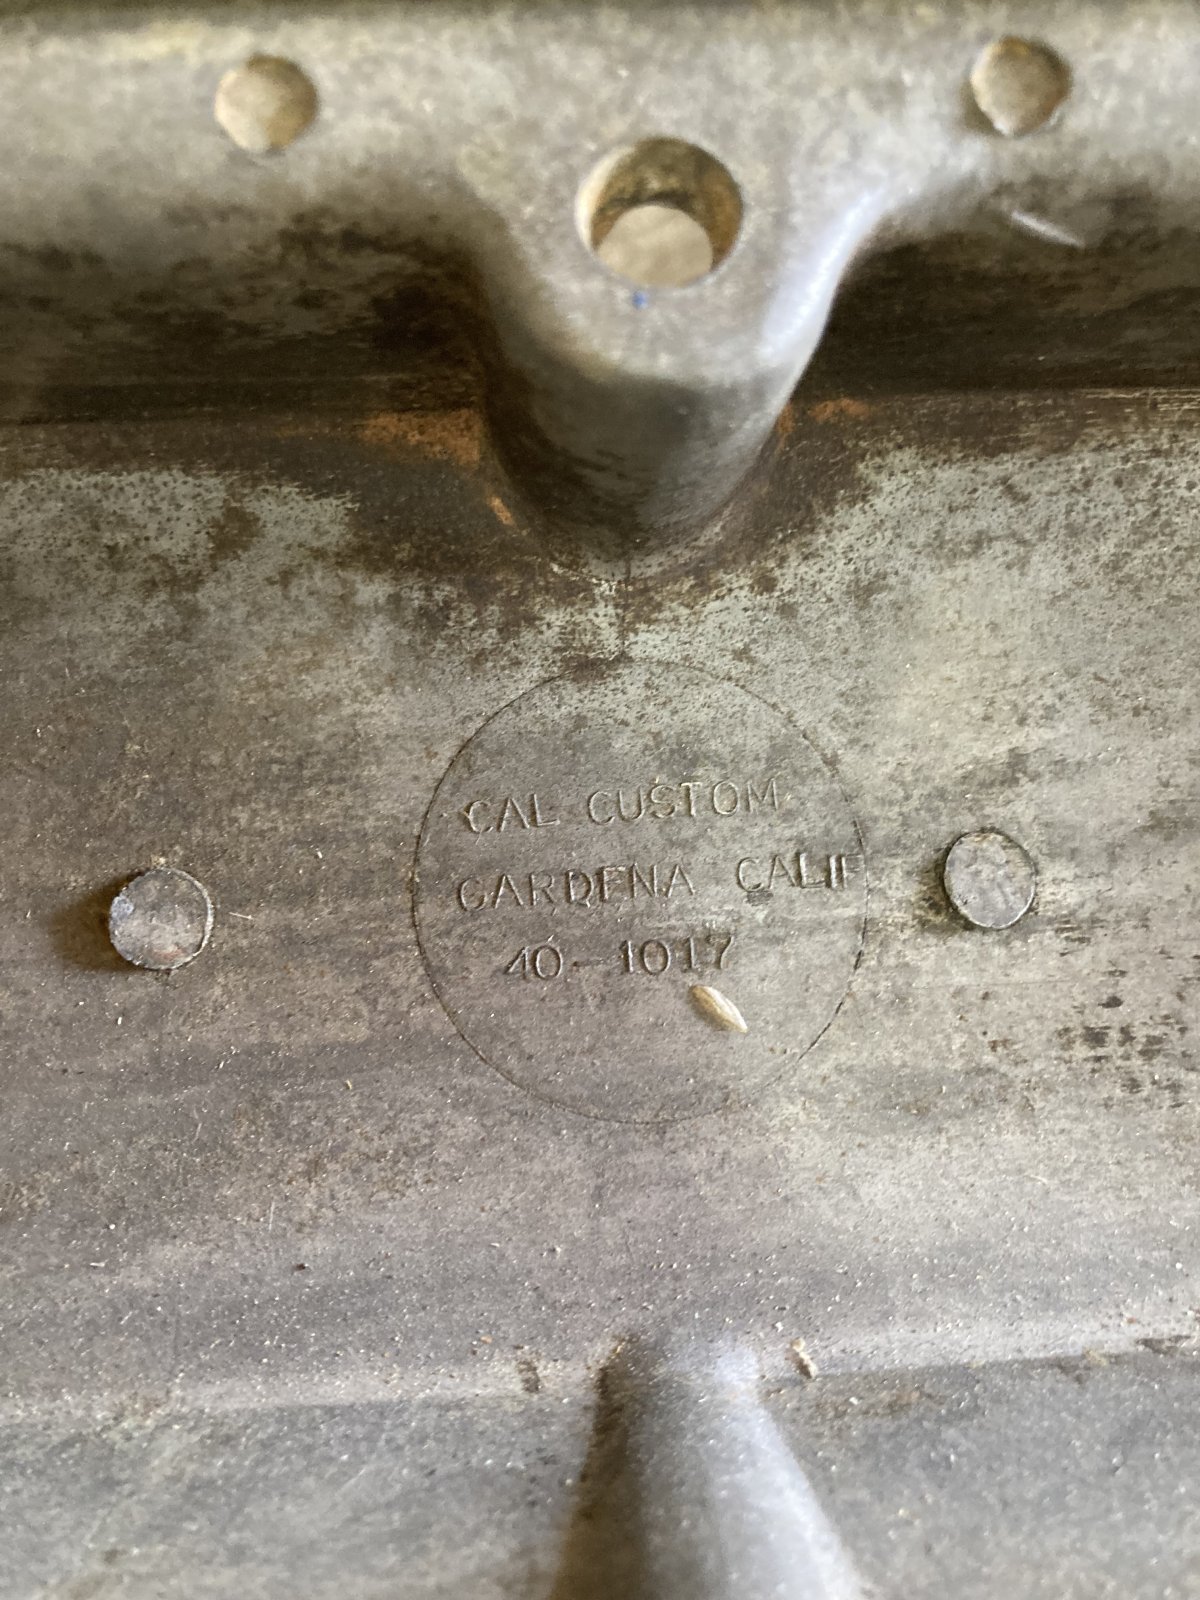 CAL CUSTOM
GARDENA CALIF
40-1017